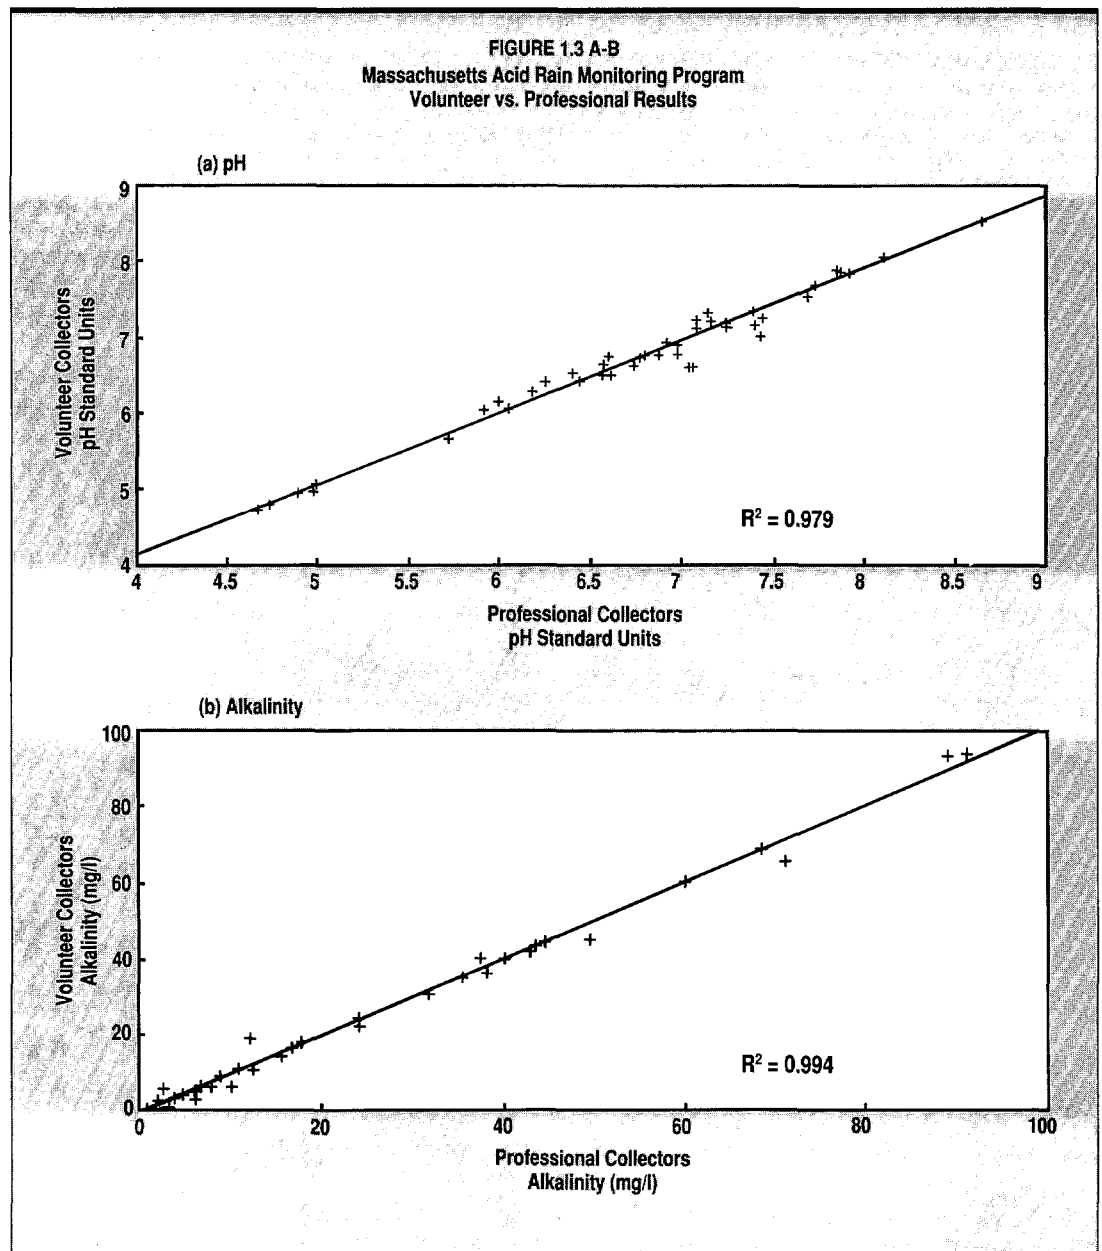 FIGURE 1.3 A-B
Massachusetts Acid Rain Monitoring Program
Volunteer vs. Professional Results
(a) pH
Volunteer Collectors
pH Standard Units
9
8
7
6
5
4
R² = 0.979
4 4.5 5 5.5 6 6.5 7 7.5 8 8.5 9
Professional Collectors
pH Standard Units
(b) Alkalinity
Volunteer Collectors
Alkalinity (mg/l)
100
80
60
40
20
0
R² = 0.994
0 20 40 60 80 100
Professional Collectors
Alkalinity (mg/l)